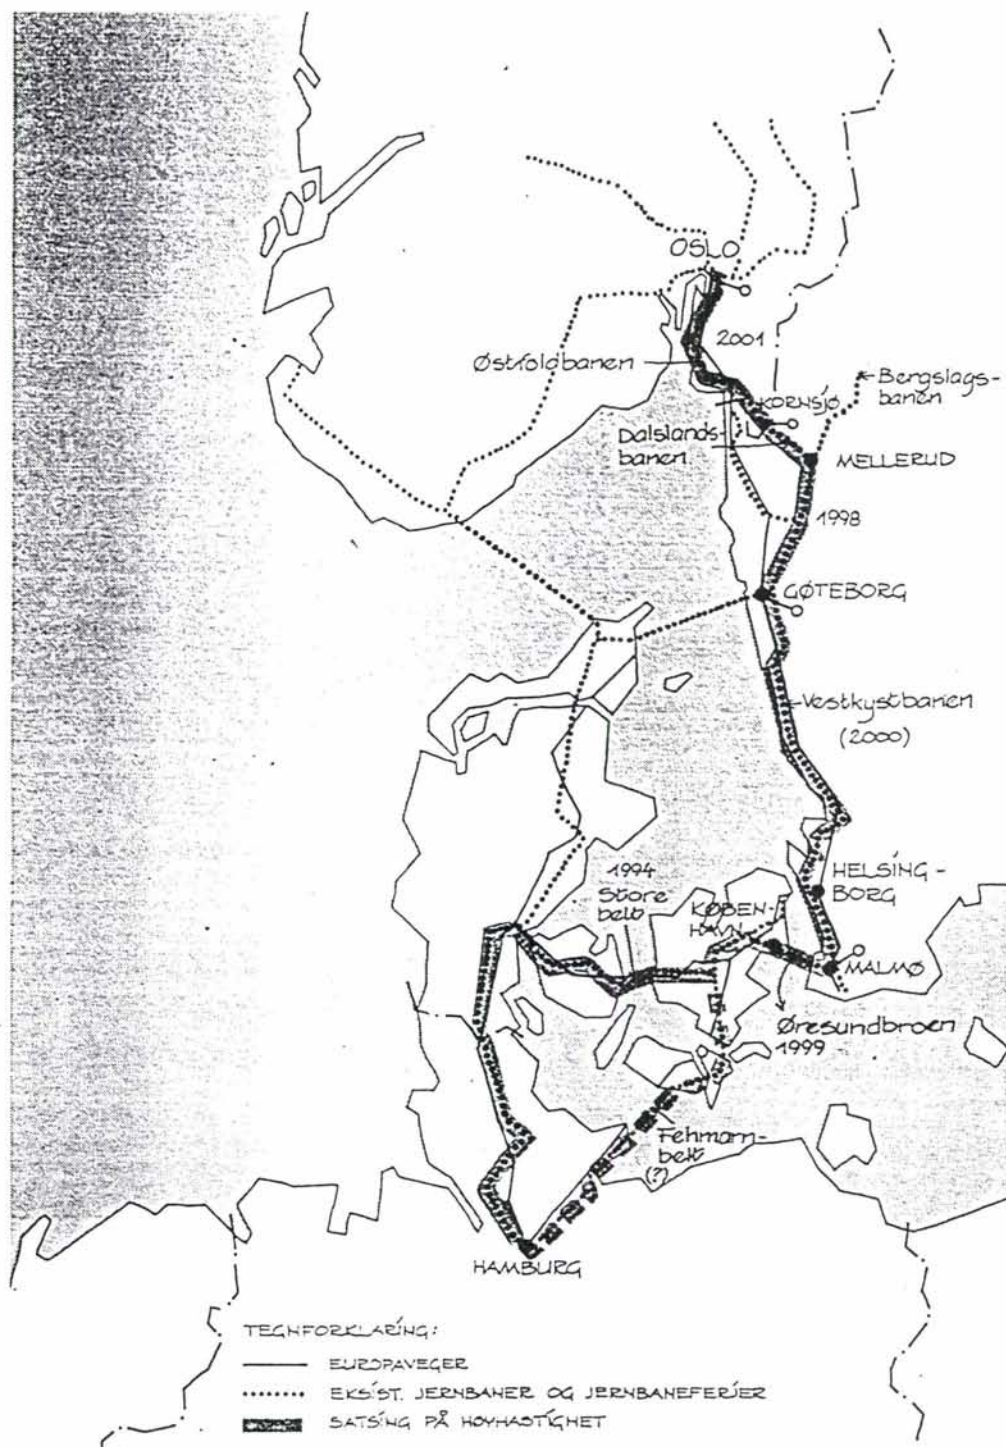 OSLO
2001
Østfoldbanen
Bergslags-
banen
KORNSJØ
Dalslands-
banen
MELLERUD
1998
GØTEBORG
Vestkystbanen
(2000)
HELSING-
BORG
1994
Store
belt
KØBEN-
HAVN
MALMØ
Øresundbroen
1999
Fehmarn-
belt
(?)
HAMBURG
TEGNFORKLARING:
EUROPAVEGER
EKSIST. JERNBANER OG JERNBANEFERJER
SATSING PÅ HØYHASTIGHET